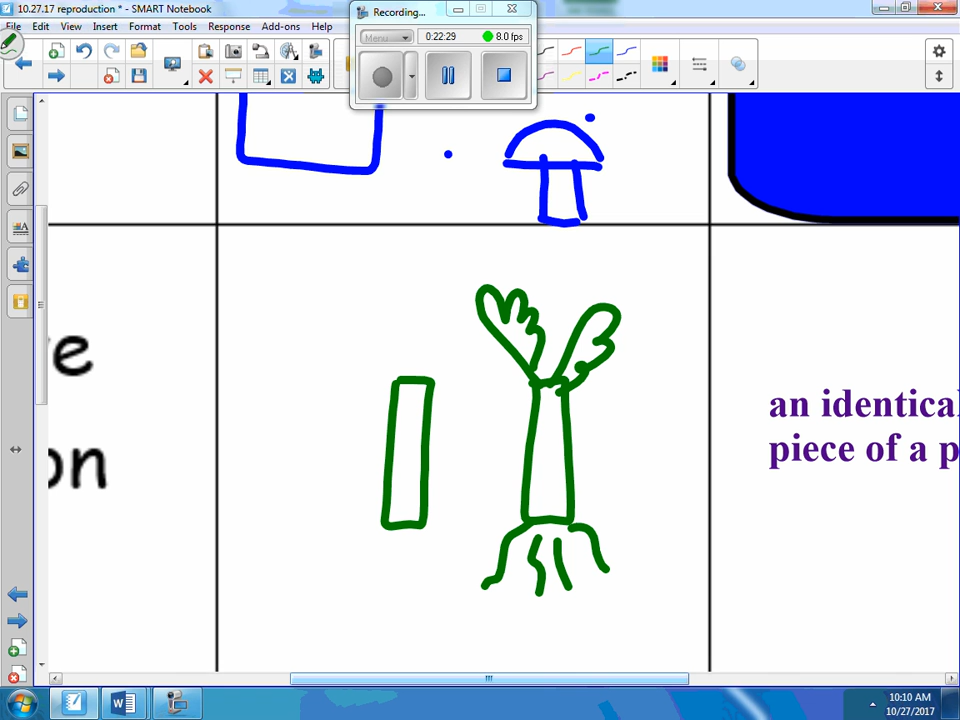 10.27.17 reproduction * - SMART Notebook
File Edit View Insert Format Tools Response Add-ons Help
Recording...
Menu 0:22:29 8.0 fps
an identical
piece of a p
e
on
10:10 AM
10/27/2017